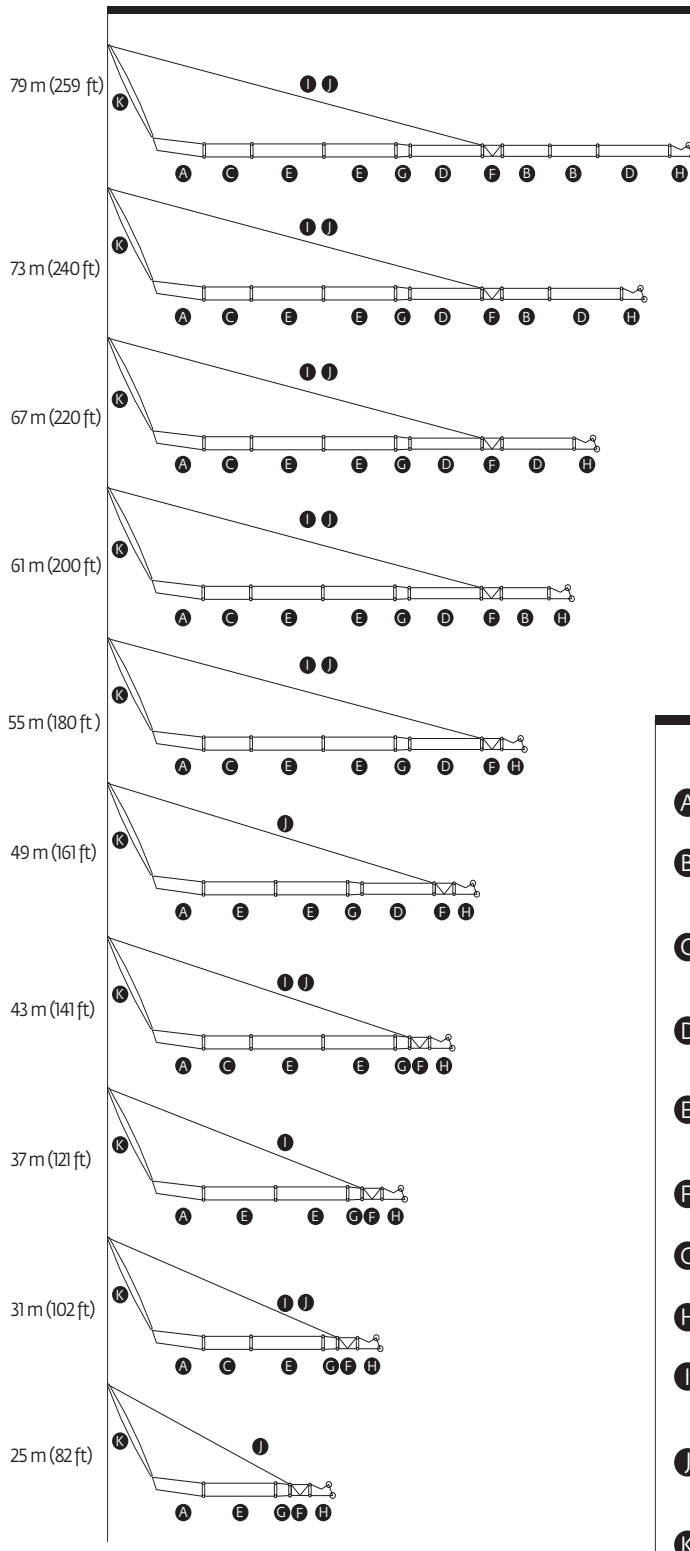 79 m (259 ft)
I J
K
A C E E G D F B B D H
73 m (240 ft)
I J
K
A C E E G D F B D H
67 m (220 ft)
I J
K
A C E E G D F D H
61 m (200 ft)
I J
K
A C E E G D F B H
55 m (180 ft)
I J
K
A C E E G D F H
49 m (161 ft)
J
K
A E E G D F H
43 m (141 ft)
I J
K
A C E E G F H
37 m (121 ft)
I
K
A E E G F H
31 m (102 ft)
I J
K
A C E G F H
25 m (82 ft)
J
K
A E G F H
A
B
C
D
E
F
G
H
I
J
K